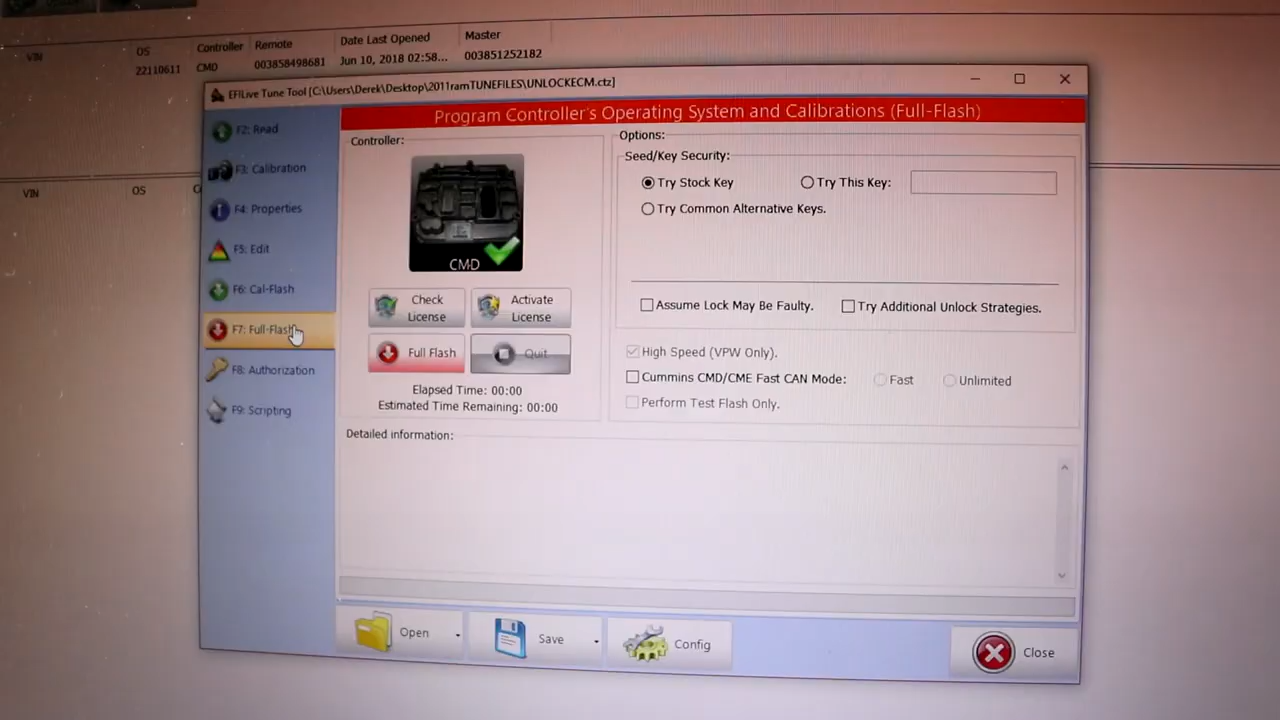 VIN OS Controller Remote Date Last Opened Master
22110611 CMD 003858498681 Jun 10, 2018 02:58... 003851252182
EFILive Tune Tool [C:\Users\Derek\Desktop\2011ramTUNEFILES\UNLOCKECM.ctz]
Program Controller's Operating System and Calibrations (Full-Flash)
VIN OS C
F2: Read
F3: Calibration
F4: Properties
F5: Edit
F6: Cal-Flash
F7: Full-Flash
F8: Authorization
F9: Scripting
Controller:
CMD
Check License
Activate License
Full Flash
Quit
Elapsed Time: 00:00
Estimated Time Remaining: 00:00
Options:
Seed/Key Security:
Try Stock Key
Try This Key:
Try Common Alternative Keys.
Assume Lock May Be Faulty.
Try Additional Unlock Strategies.
High Speed (VPW Only).
Cummins CMD/CME Fast CAN Mode:
Fast
Unlimited
Perform Test Flash Only.
Detailed information:
Open
Save
Config
Close